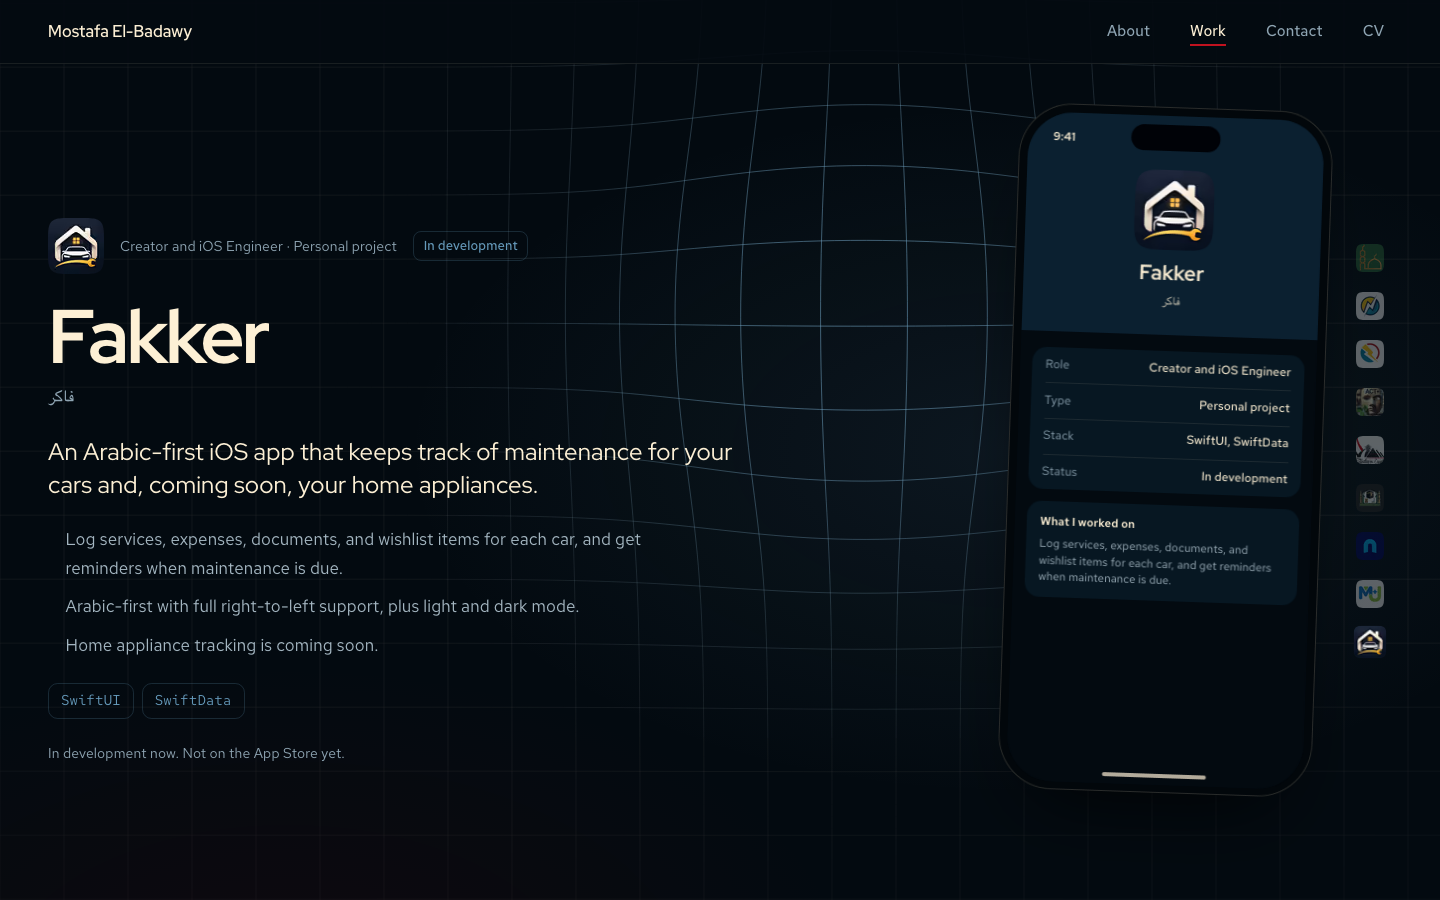 Mostafa El-Badawy
About
Work
Contact
CV
Creator and iOS Engineer · Personal project
In development
Fakker
فاكر
An Arabic-first iOS app that keeps track of maintenance for your
cars and, coming soon, your home appliances.
Log services, expenses, documents, and wishlist items for each car, and get
reminders when maintenance is due.
Arabic-first with full right-to-left support, plus light and dark mode.
Home appliance tracking is coming soon.
SwiftUI
SwiftData
In development now. Not on the App Store yet.
9:41
Fakker
فاكر
Role Creator and iOS Engineer
Type Personal project
Stack SwiftUI, SwiftData
Status In development
What I worked on
Log services, expenses, documents, and
wishlist items for each car, and get reminders
when maintenance is due.